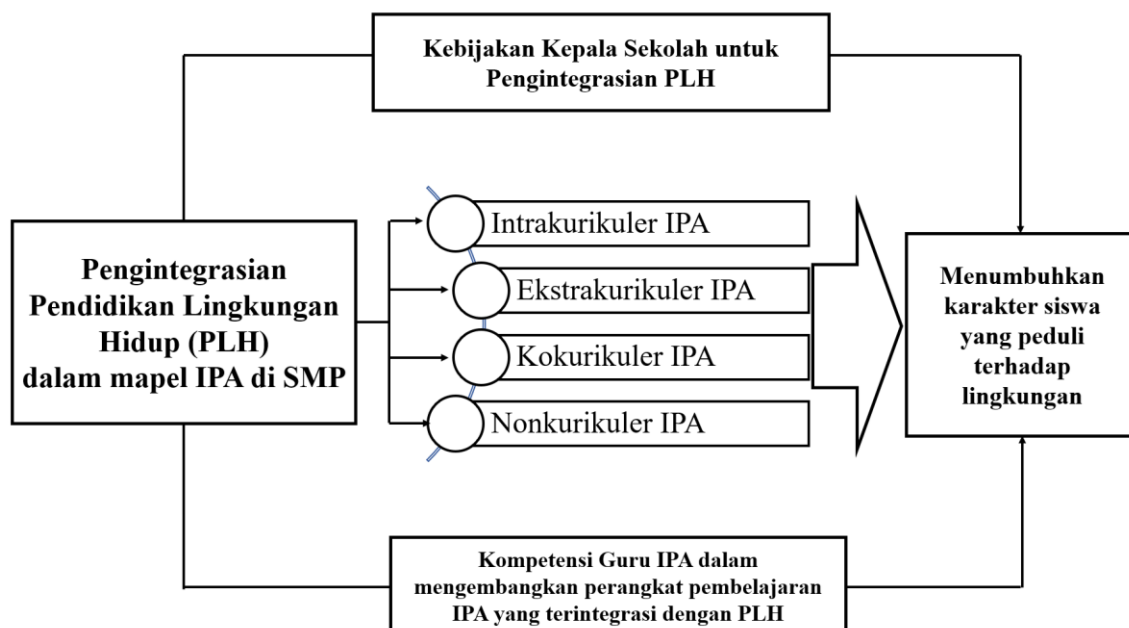 Kebijakan Kepala Sekolah untuk
Pengintegrasian PLH
Pengintegrasian
Pendidikan Lingkungan
Hidup (PLH)
dalam mapel IPA di SMP
Intrakurikuler IPA
Ekstrakurikuler IPA
Kokurikuler IPA
Nonkurikuler IPA
Menumbuhkan
karakter siswa
yang peduli
terhadap
lingkungan
Kompetensi Guru IPA dalam
mengembangkan perangkat pembelajaran
IPA yang terintegrasi dengan PLH